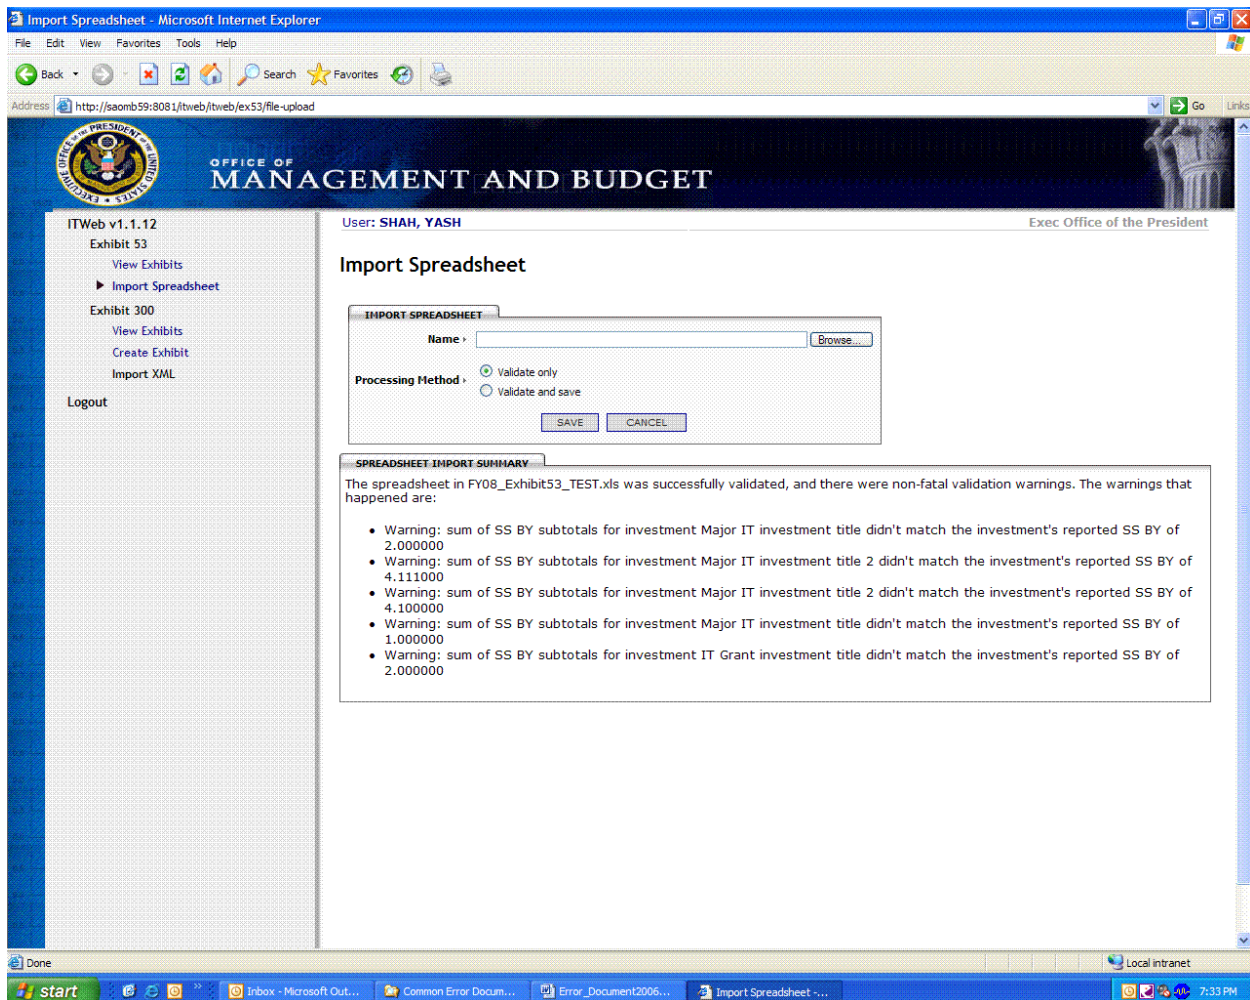 Import Spreadsheet - Microsoft Internet Explorer
File Edit View Favorites Tools Help
Back Search Favorites
Address http://saomb59:8081/itweb/itweb/ex53/file-upload Go Links
EXECUTIVE OFFICE OF THE PRESIDENT OF THE UNITED STATES
OFFICE OF
MANAGEMENT AND BUDGET
ITWeb v1.1.12
Exhibit 53
View Exhibits
Import Spreadsheet
Exhibit 300
View Exhibits
Create Exhibit
Import XML
Logout
User: SHAH, YASH Exec Office of the President
Import Spreadsheet
IMPORT SPREADSHEET
Name Browse...
Processing Method
Validate only
Validate and save
SAVE CANCEL
SPREADSHEET IMPORT SUMMARY
The spreadsheet in FY08_Exhibit53_TEST.xls was successfully validated, and there were non-fatal validation warnings. The warnings that
happened are:
• Warning: sum of SS BY subtotals for investment Major IT investment title didn't match the investment's reported SS BY of
2.000000
• Warning: sum of SS BY subtotals for investment Major IT investment title 2 didn't match the investment's reported SS BY of
4.111000
• Warning: sum of SS BY subtotals for investment Major IT investment title 2 didn't match the investment's reported SS BY of
4.100000
• Warning: sum of SS BY subtotals for investment Major IT investment title didn't match the investment's reported SS BY of
1.000000
• Warning: sum of SS BY subtotals for investment IT Grant investment title didn't match the investment's reported SS BY of
2.000000
Done Local intranet
start Inbox - Microsoft Out... Common Error Docum... Error_Document2006... Import Spreadsheet -... 7:33 PM